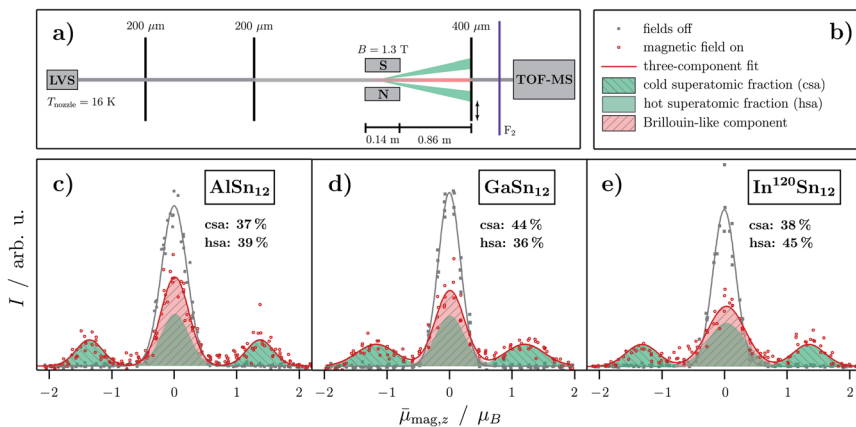 a)
200 μm
200 μm
400 μm
B = 1.3 T
LVS
S
N
TOF-MS
T_nozzle = 16 K
0.14 m
0.86 m
F₂
b)
fields off
magnetic field on
three-component fit
cold superatomic fraction (csa)
hot superatomic fraction (hsa)
Brillouin-like component
I / arb. u.
c)
AlSn₁₂
csa: 37 %
hsa: 39 %
−2 −1 0 1 2
d)
GaSn₁₂
csa: 44 %
hsa: 36 %
−2 −1 0 1 2
e)
In¹²⁰Sn₁₂
csa: 38 %
hsa: 45 %
−2 −1 0 1 2
μ̄_mag,z / μ_B